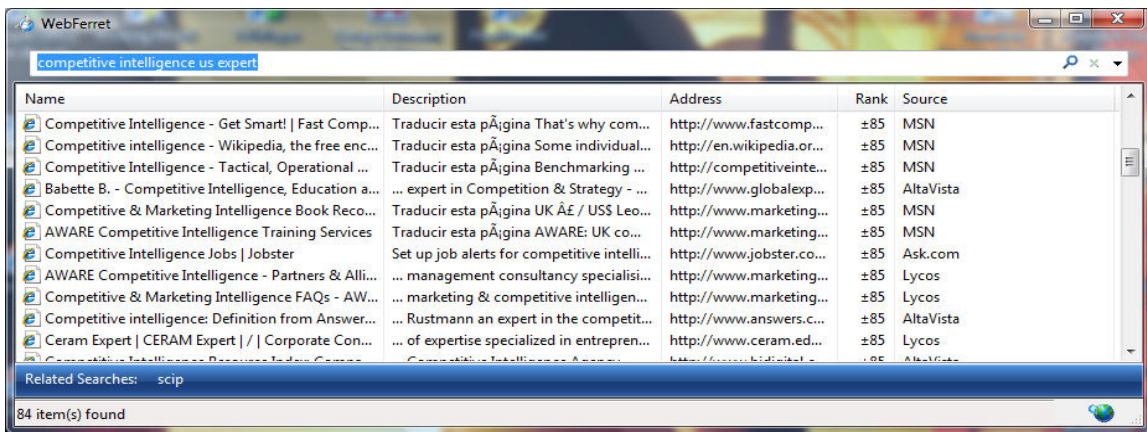 WebFerret
competitive intelligence us expert
Name Description Address Rank Source
Competitive Intelligence - Get Smart! | Fast Comp... Traducir esta pÃ¡gina That's why com... http://www.fastcomp... ±85 MSN
Competitive intelligence - Wikipedia, the free enc... Traducir esta pÃ¡gina Some individual... http://en.wikipedia.or... ±85 MSN
Competitive Intelligence - Tactical, Operational ... Traducir esta pÃ¡gina Benchmarking ... http://competitiveinte... ±85 MSN
Babette B. - Competitive Intelligence, Education a... ... expert in Competition & Strategy - ... http://www.globalexp... ±85 AltaVista
Competitive & Marketing Intelligence Book Reco... Traducir esta pÃ¡gina UK Â£ / US$ Leo... http://www.marketing... ±85 MSN
AWARE Competitive Intelligence Training Services Traducir esta pÃ¡gina AWARE: UK co... http://www.marketing... ±85 MSN
Competitive Intelligence Jobs | Jobster Set up job alerts for competitive intelli... http://www.jobster.co... ±85 Ask.com
AWARE Competitive Intelligence - Partners & Alli... ... management consultancy specialisi... http://www.marketing... ±85 Lycos
Competitive & Marketing Intelligence FAQs - AW... ... marketing & competitive intelligen... http://www.marketing... ±85 Lycos
Competitive intelligence: Definition from Answer... ... Rustmann an expert in the competit... http://www.answers.c... ±85 AltaVista
Ceram Expert | CERAM Expert | / | Corporate Con... ... of expertise specialized in entrepren... http://www.ceram.ed... ±85 Lycos
Related Searches: scip
84 item(s) found